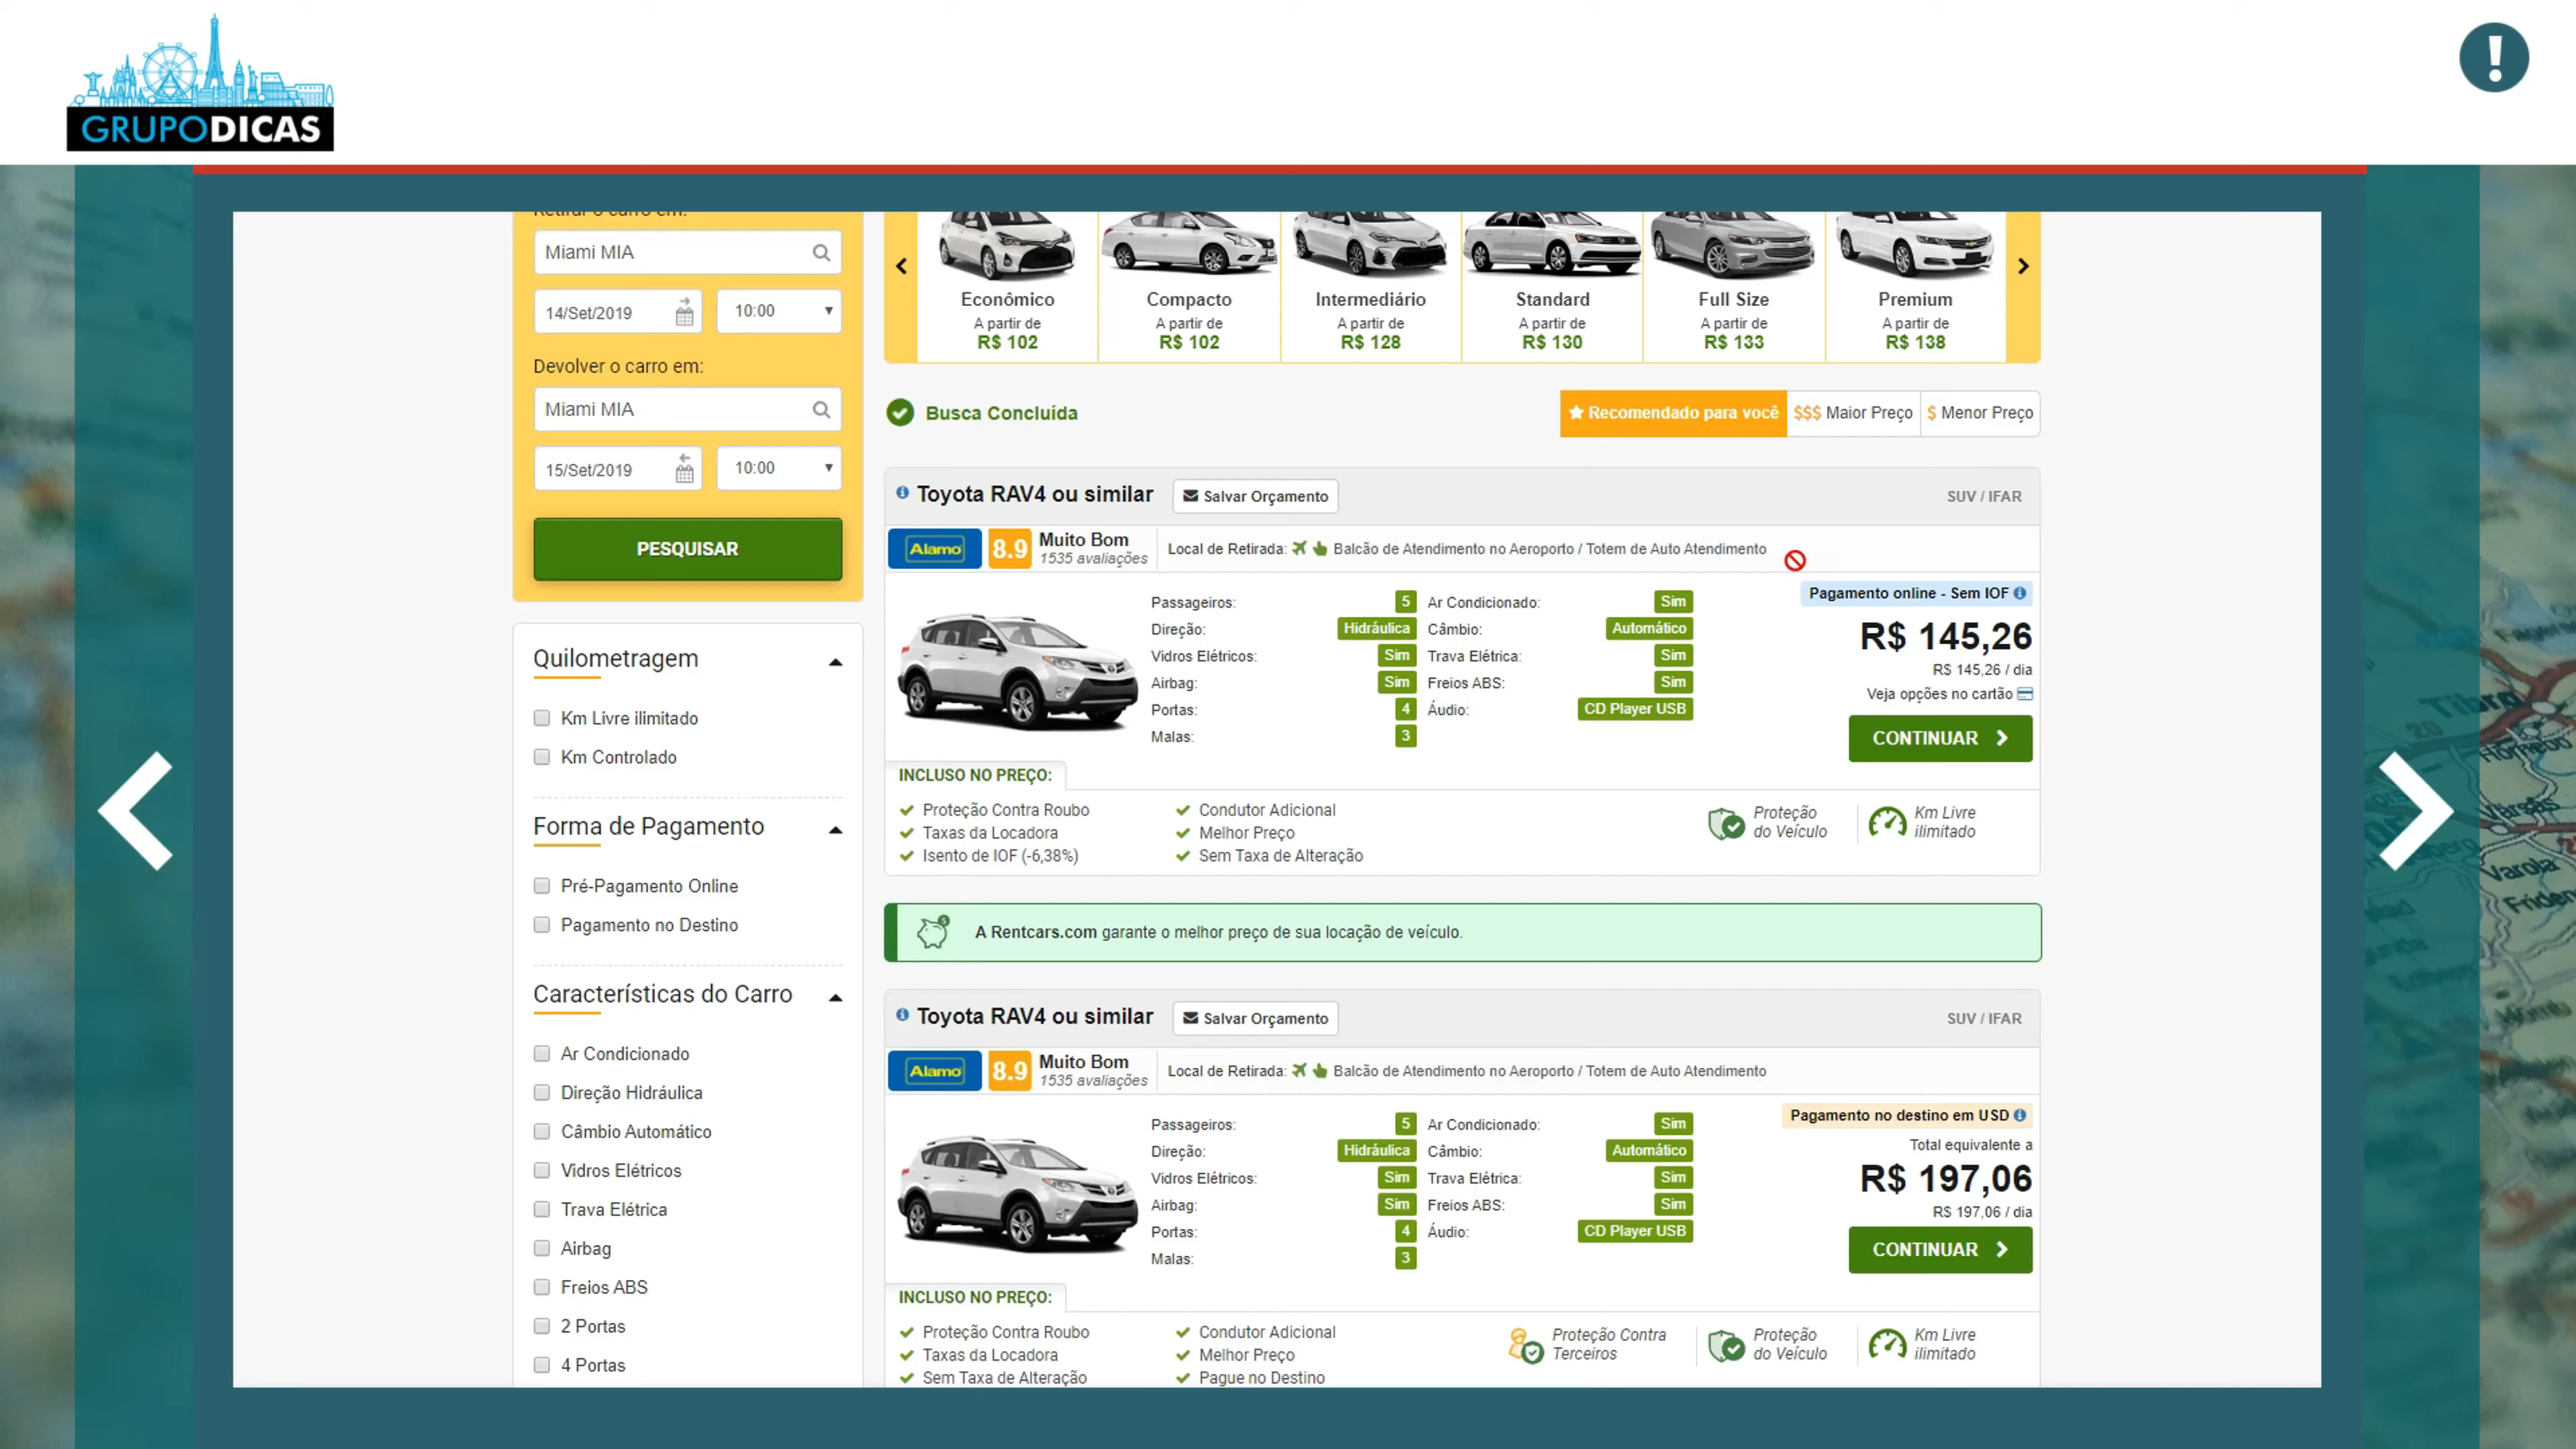 GRUPODICAS
Retirar o carro em:
Miami MIA
14/Set/2019
10:00
Devolver o carro em:
Miami MIA
15/Set/2019
10:00
PESQUISAR
Quilometragem
Km Livre ilimitado
Km Controlado
Forma de Pagamento
Pré-Pagamento Online
Pagamento no Destino
Características do Carro
Ar Condicionado
Direção Hidráulica
Câmbio Automático
Vidros Elétricos
Trava Elétrica
Airbag
Freios ABS
2 Portas
4 Portas
Econômico
A partir de
R$ 102
Compacto
A partir de
R$ 102
Intermediário
A partir de
R$ 128
Standard
A partir de
R$ 130
Full Size
A partir de
R$ 133
Premium
A partir de
R$ 138
Busca Concluída
Recomendado para você
$$$ Maior Preço
$ Menor Preço
Toyota RAV4 ou similar
Salvar Orçamento
SUV / IFAR
Alamo
8.9
Muito Bom
1535 avaliações
Local de Retirada: Balcão de Atendimento no Aeroporto / Totem de Auto Atendimento
Passageiros: 5
Direção: Hidráulica
Vidros Elétricos: Sim
Airbag: Sim
Portas: 4
Malas: 3
Ar Condicionado: Sim
Câmbio: Automático
Trava Elétrica: Sim
Freios ABS: Sim
Áudio: CD Player USB
Pagamento online - Sem IOF
R$ 145,26
R$ 145,26 / dia
Veja opções no cartão
CONTINUAR
INCLUSO NO PREÇO:
Proteção Contra Roubo
Taxas da Locadora
Isento de IOF (-6,38%)
Condutor Adicional
Melhor Preço
Sem Taxa de Alteração
Proteção
do Veículo
Km Livre
ilimitado
A Rentcars.com garante o melhor preço de sua locação de veículo.
Toyota RAV4 ou similar
Salvar Orçamento
SUV / IFAR
Alamo
8.9
Muito Bom
1535 avaliações
Local de Retirada: Balcão de Atendimento no Aeroporto / Totem de Auto Atendimento
Passageiros: 5
Direção: Hidráulica
Vidros Elétricos: Sim
Airbag: Sim
Portas: 4
Malas: 3
Ar Condicionado: Sim
Câmbio: Automático
Trava Elétrica: Sim
Freios ABS: Sim
Áudio: CD Player USB
Pagamento no destino em USD
Total equivalente a
R$ 197,06
R$ 197,06 / dia
CONTINUAR
INCLUSO NO PREÇO:
Proteção Contra Roubo
Taxas da Locadora
Sem Taxa de Alteração
Condutor Adicional
Melhor Preço
Pague no Destino
Proteção Contra
Terceiros
Proteção
do Veículo
Km Livre
ilimitado
Varola